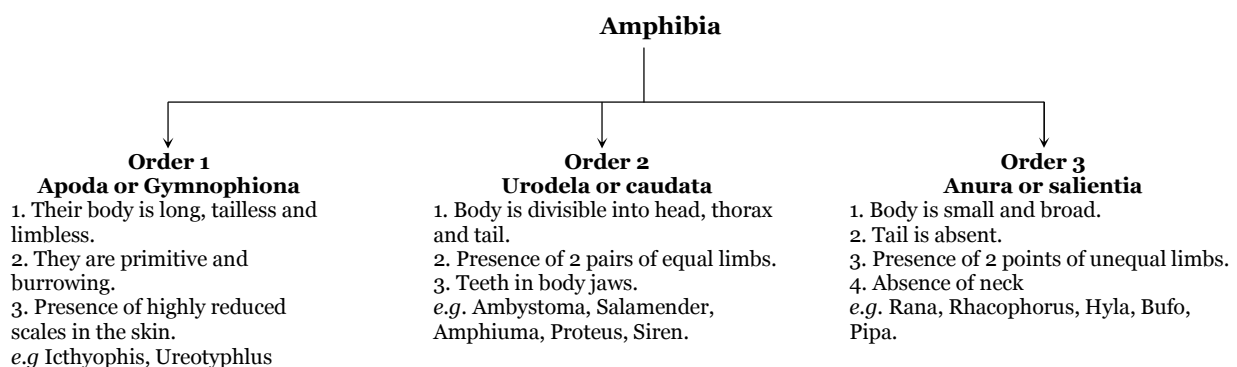 Amphibia
Order 1
Apoda or Gymnophiona
1. Their body is long, tailless and
limbless.
2. They are primitive and
burrowing.
3. Presence of highly reduced
scales in the skin.
e.g Icthyophis, Ureotyphlus
Order 2
Urodela or caudata
1. Body is divisible into head, thorax
and tail.
2. Presence of 2 pairs of equal limbs.
3. Teeth in body jaws.
e.g. Ambystoma, Salamender,
Amphiuma, Proteus, Siren.
Order 3
Anura or salientia
1. Body is small and broad.
2. Tail is absent.
3. Presence of 2 points of unequal limbs.
4. Absence of neck
e.g. Rana, Rhacophorus, Hyla, Bufo,
Pipa.